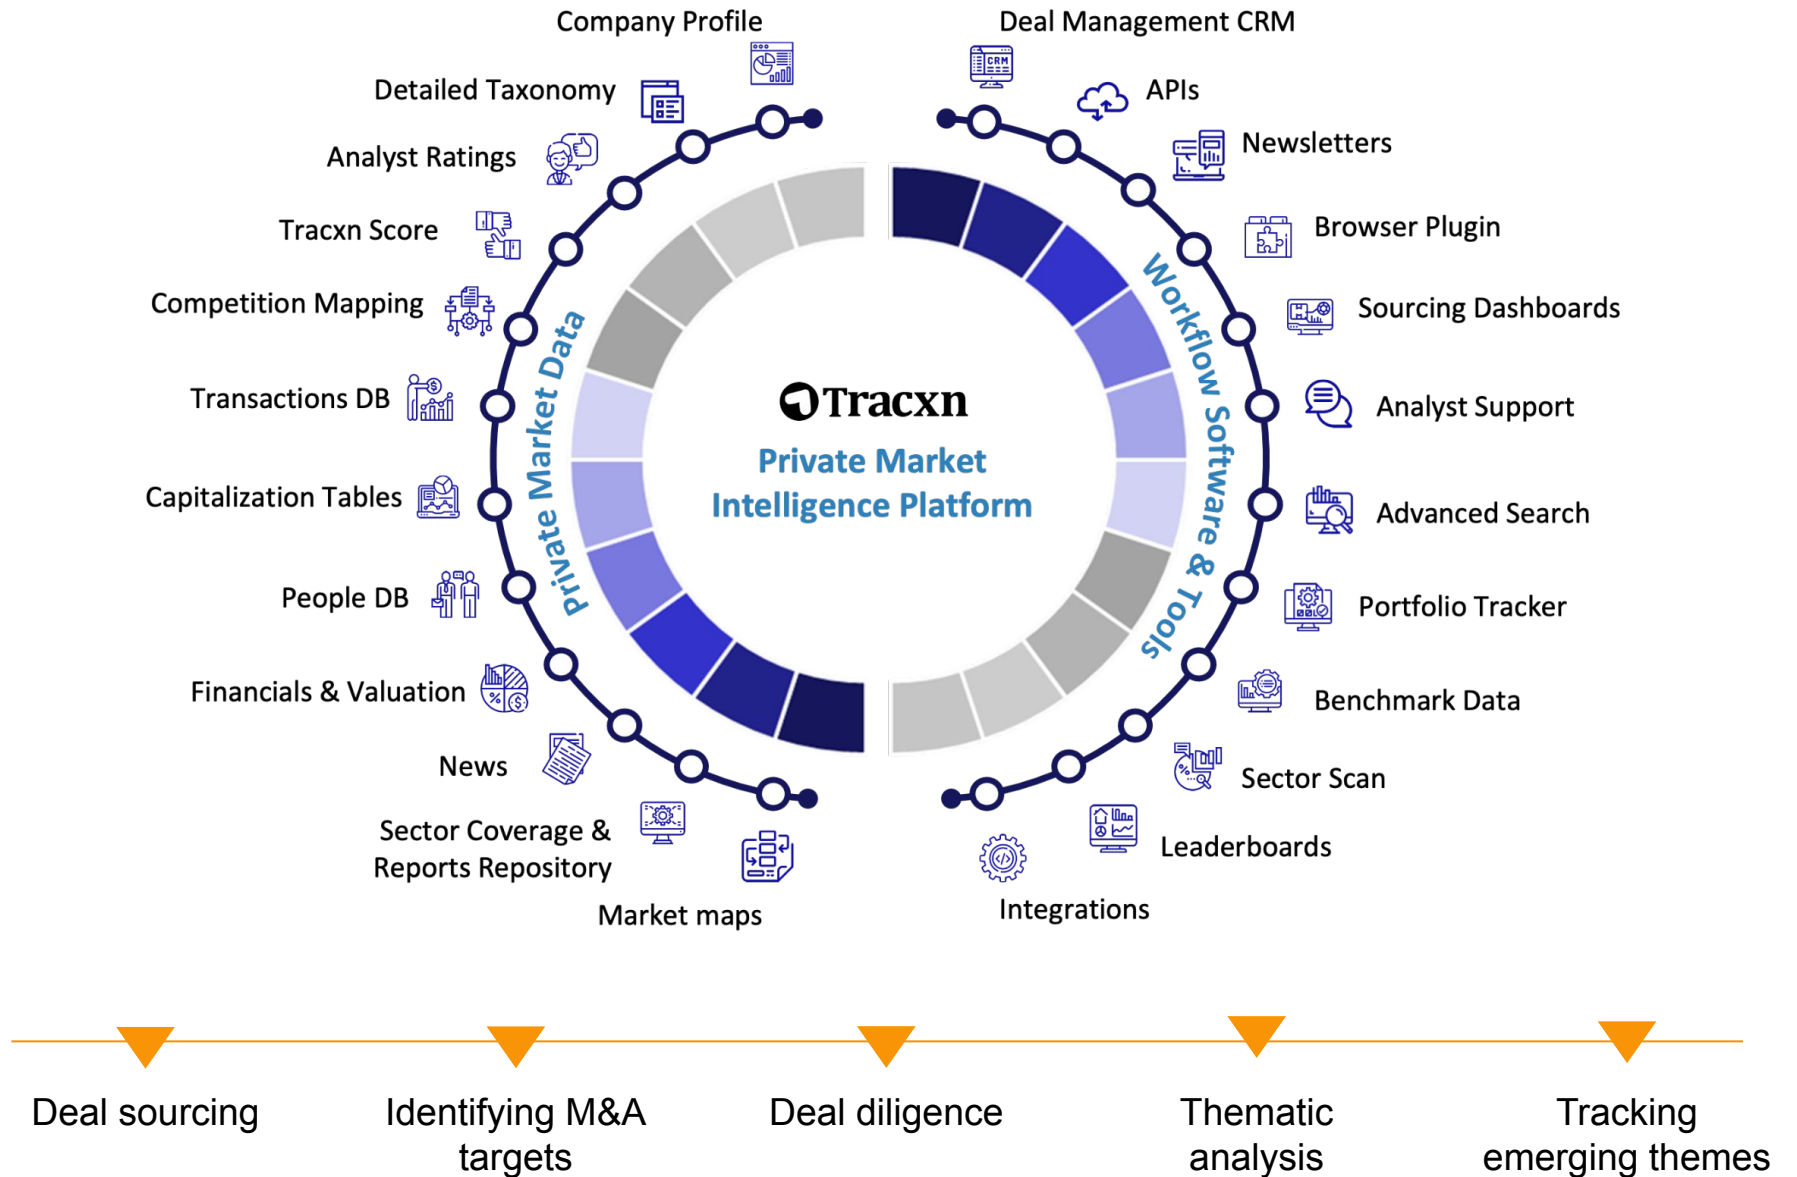 Company Profile
Detailed Taxonomy
Analyst Ratings
Tracxn Score
Competition Mapping
Transactions DB
Capitalization Tables
People DB
Financials & Valuation
News
Sector Coverage &
Reports Repository
Market maps
Private Market Data
Tracxn
Private Market
Intelligence Platform
Deal Management CRM
CRM
APIs
Newsletters
Browser Plugin
Sourcing Dashboards
Analyst Support
Advanced Search
Portfolio Tracker
Benchmark Data
Sector Scan
Leaderboards
Integrations
Workflow Software & Tools
Deal sourcing
Identifying M&A
targets
Deal diligence
Thematic
analysis
Tracking
emerging themes